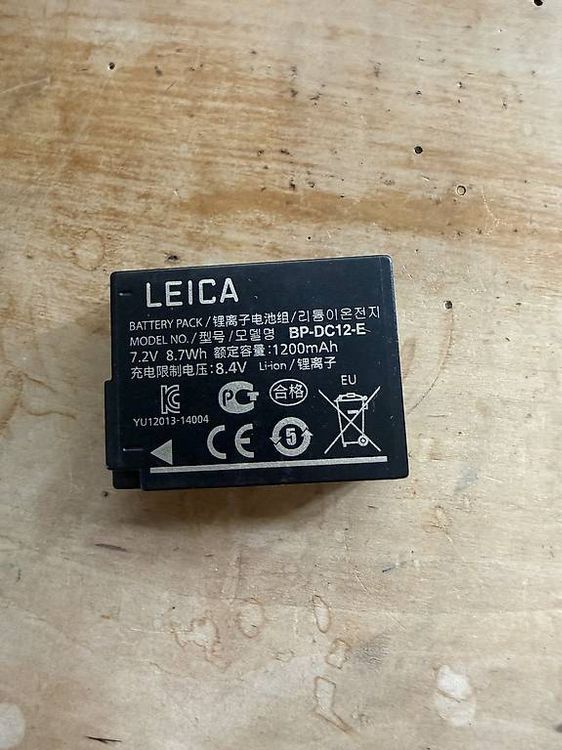 LEICA
BATTERY PACK/锂离子电池组/리튬이온전지
MODEL NO./型号/모델명 BP-DC12-E
7.2V 8.7Wh 额定容量:1200mAh
充电限制电压:8.4V Li-ion/锂离子
EU
合格
YU12013-14004
CE
5